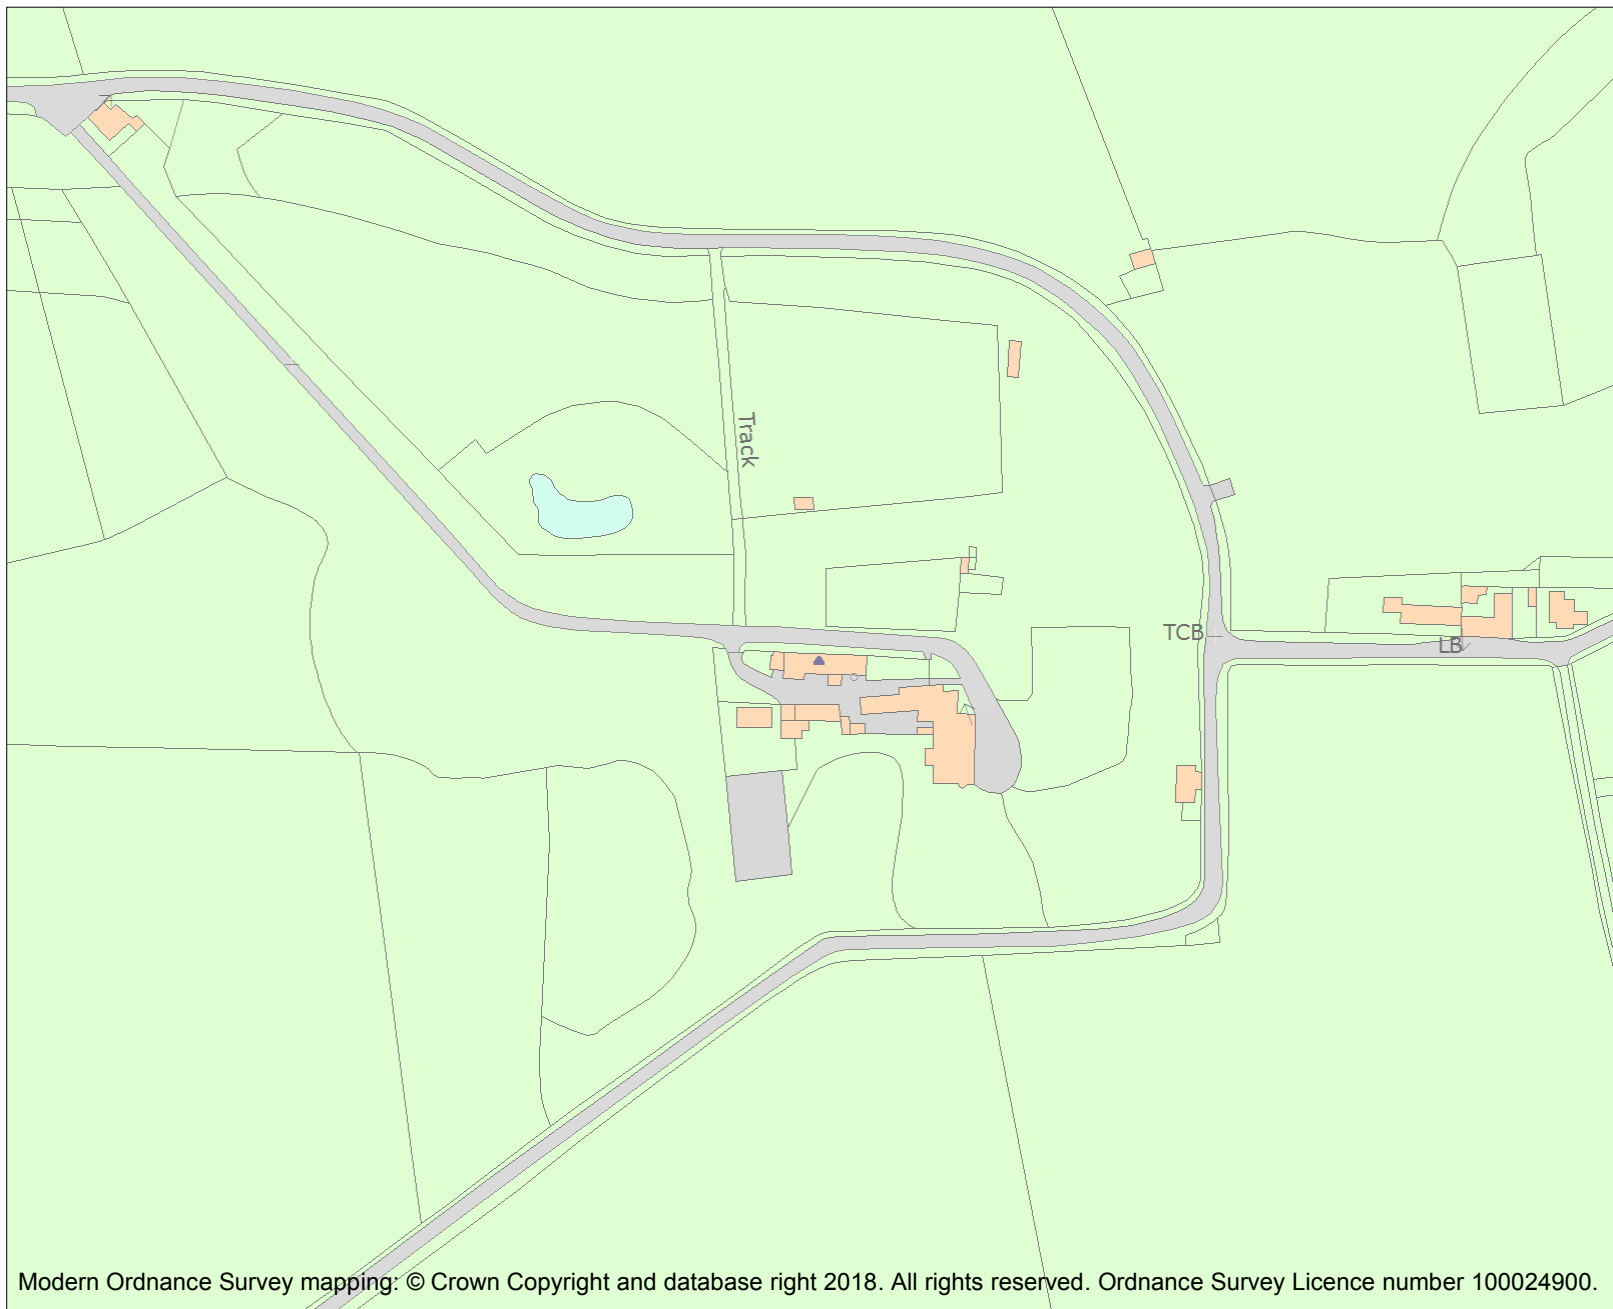 Track
TCB
LB
Modern Ordnance Survey mapping: © Crown Copyright and database right 2018. All rights reserved. Ordnance Survey Licence number 100024900.